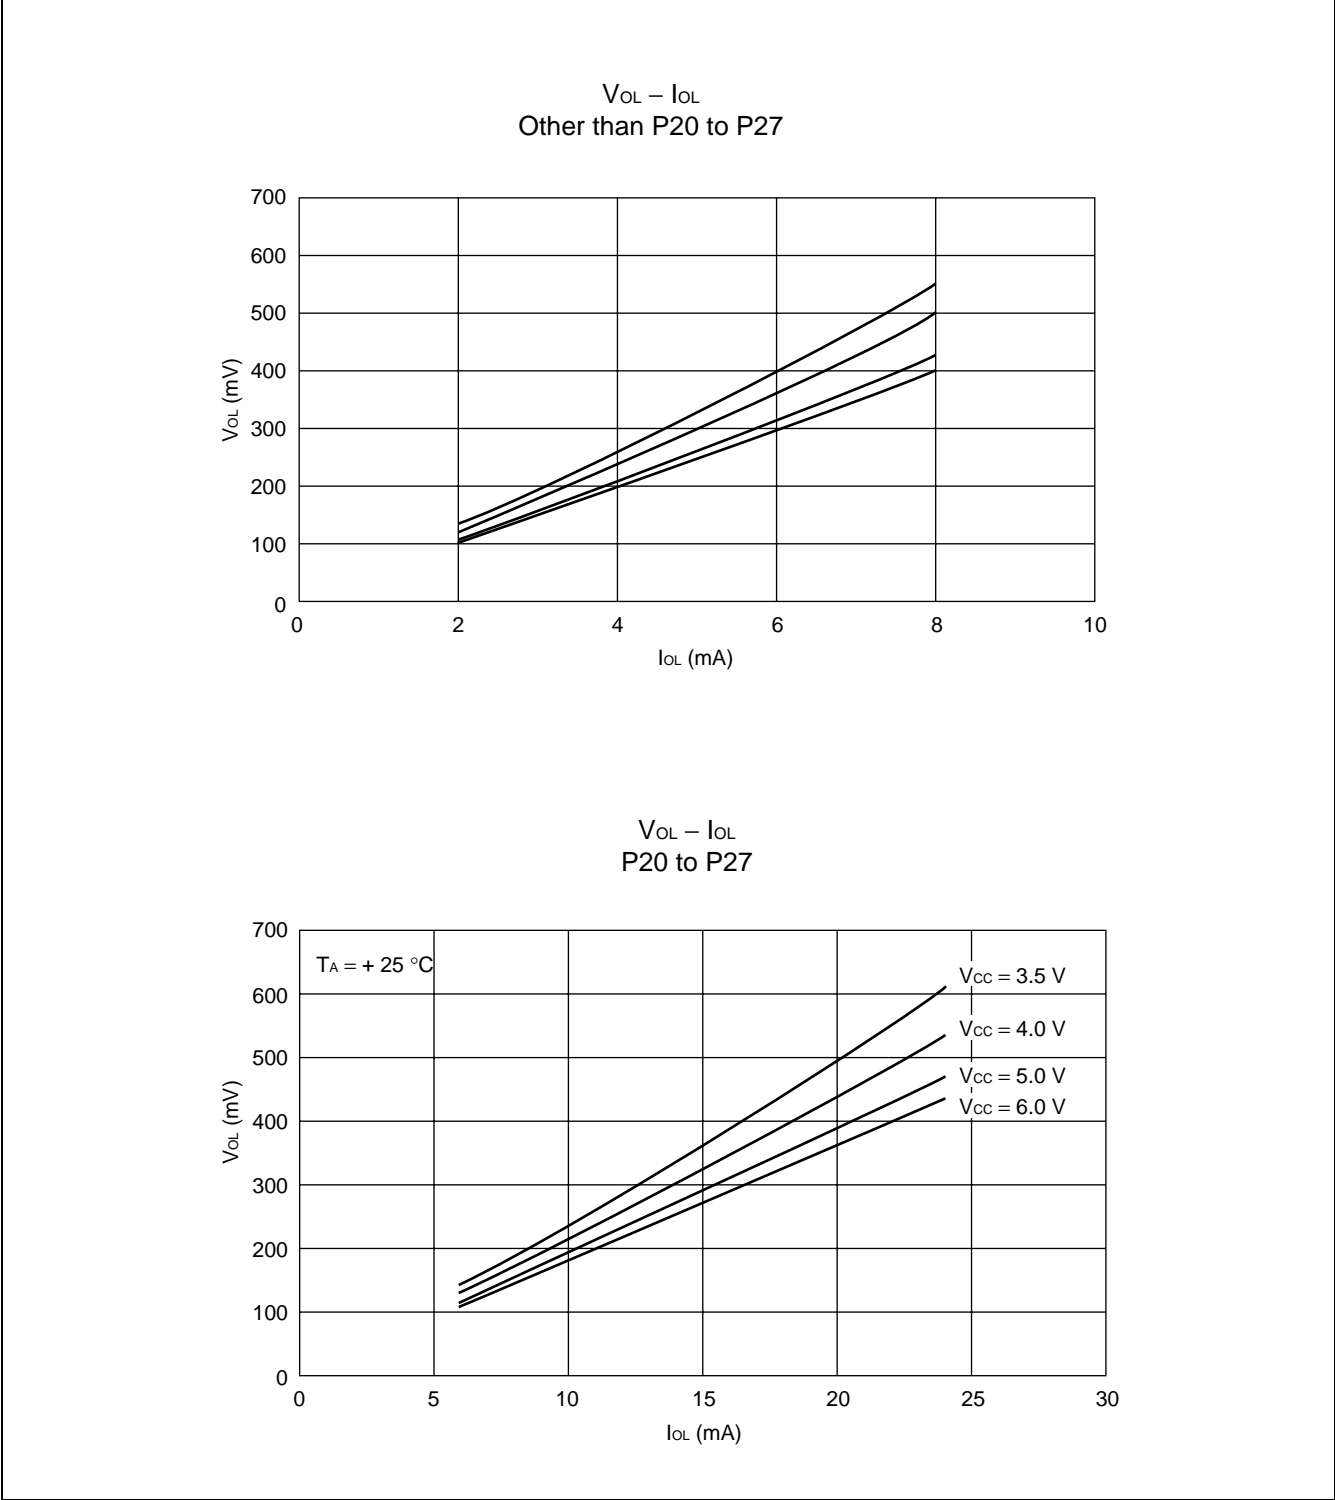 VOL – IOL
Other than P20 to P27
700
600
500
400
300
200
100
0
VOL (mV)
0 2 4 6 8 10
IOL (mA)
VOL – IOL
P20 to P27
700
600
500
400
300
200
100
0
VOL (mV)
TA = + 25 °C
VCC = 3.5 V
VCC = 4.0 V
VCC = 5.0 V
VCC = 6.0 V
0 5 10 15 20 25 30
IOL (mA)